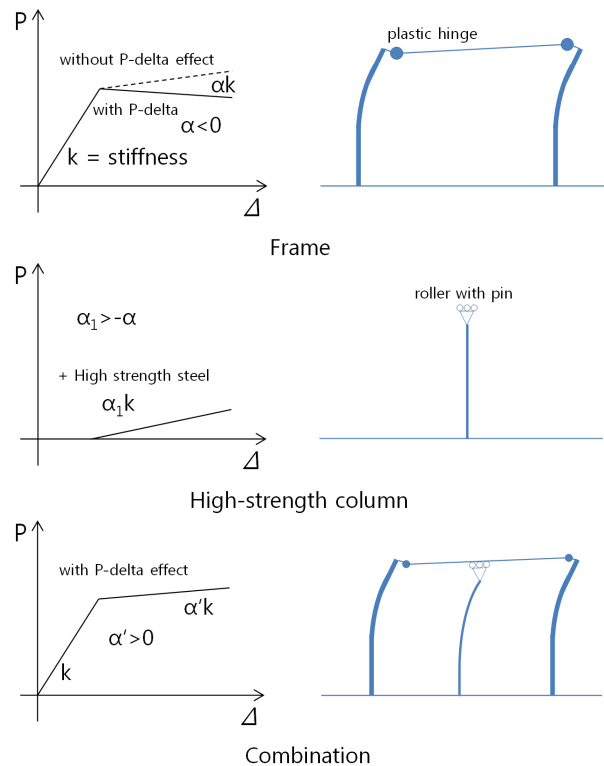 P
without P-delta effect
αk
with P-delta
α<0
k = stiffness
Δ
plastic hinge
Frame
P
α₁>-α
+ High strength steel
α₁k
Δ
roller with pin
High-strength column
P
with P-delta effect
α'k
α'>0
k
Δ
Combination